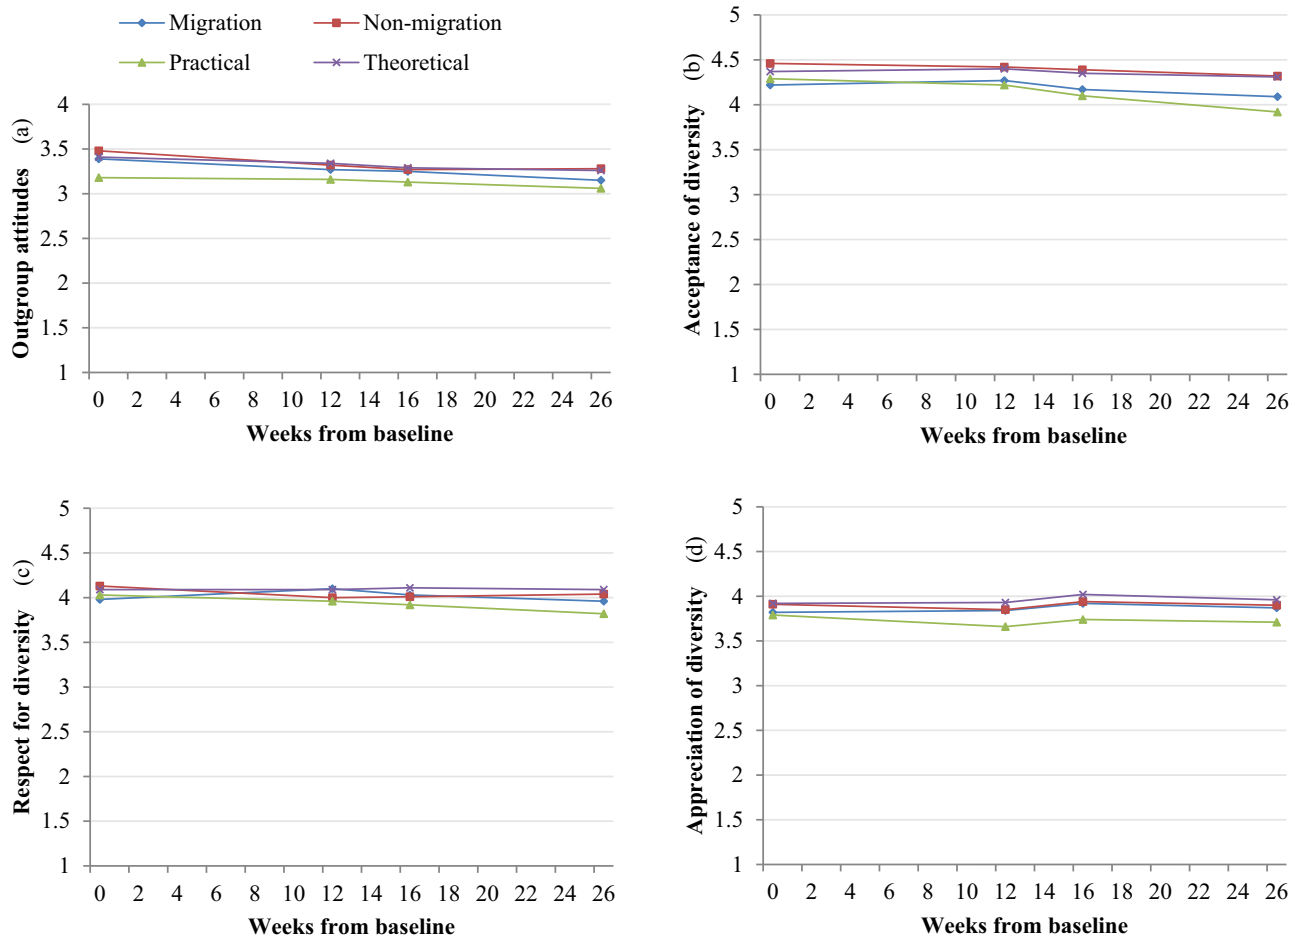 Migration Non-migration
Practical Theoretical
Outgroup attitudes (a)
4
3.5
3
2.5
2
1.5
1
0 2 4 6 8 10 12 14 16 18 20 22 24 26
Weeks from baseline
Acceptance of diversity (b)
5
4.5
4
3.5
3
2.5
2
1.5
1
0 2 4 6 8 10 12 14 16 18 20 22 24 26
Weeks from baseline
Respect for diversity (c)
5
4.5
4
3.5
3
2.5
2
1.5
1
0 2 4 6 8 10 12 14 16 18 20 22 24 26
Weeks from baseline
Appreciation of diversity (d)
5
4.5
4
3.5
3
2.5
2
1.5
1
0 2 4 6 8 10 12 14 16 18 20 22 24 26
Weeks from baseline